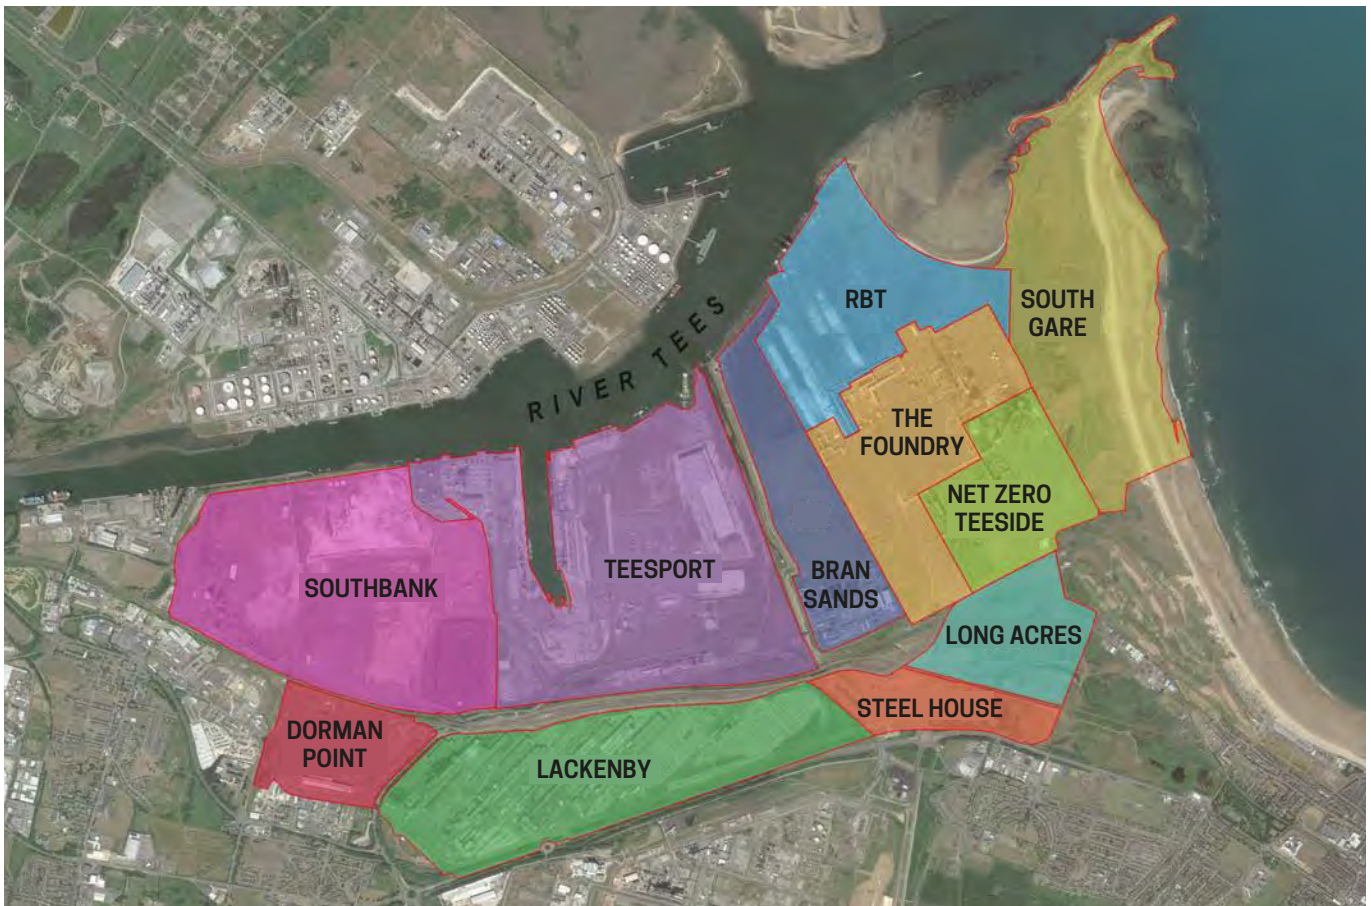 RIVER TEES
RBT
SOUTH
GARE
THE
FOUNDRY
NET ZERO
TEESIDE
TEESPORT
BRAN
SANDS
SOUTHBANK
LONG ACRES
STEEL HOUSE
DORMAN
POINT
LACKENBY